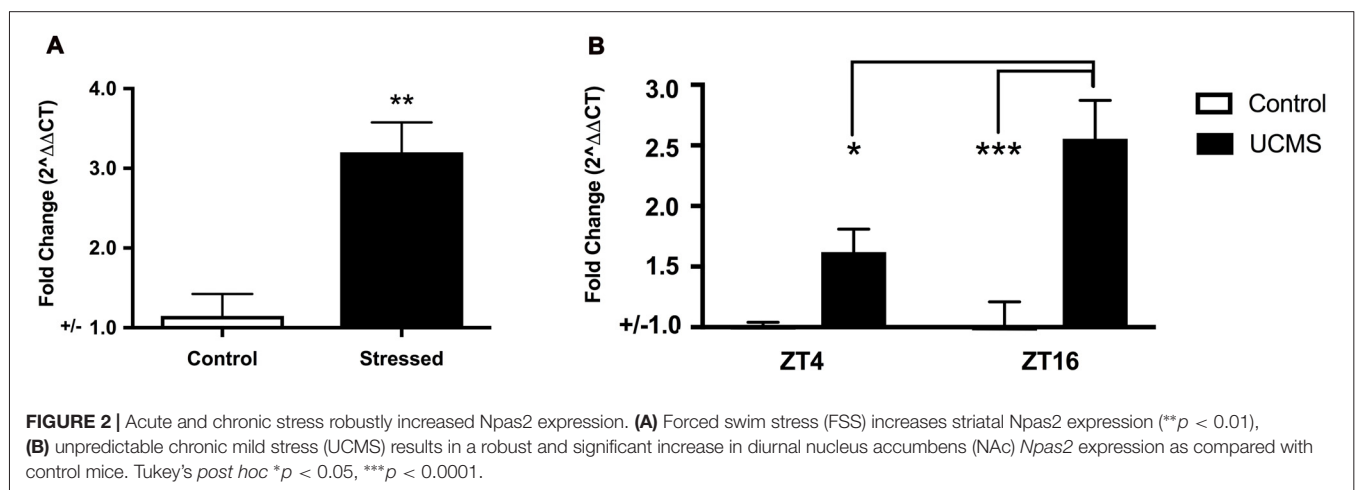 A
Fold Change (2^ΔΔCT)
4.0
3.0
2.0
+/- 1.0
**
Control
Stressed
B
Fold Change (2^ΔΔCT)
3.0
2.5
2.0
1.5
+/-1.0
*
***
ZT4
ZT16
Control
UCMS
FIGURE 2 | Acute and chronic stress robustly increased Npas2 expression. (A) Forced swim stress (FSS) increases striatal Npas2 expression (**p < 0.01),
(B) unpredictable chronic mild stress (UCMS) results in a robust and significant increase in diurnal nucleus accumbens (NAc) Npas2 expression as compared with
control mice. Tukey's post hoc *p < 0.05, ***p < 0.0001.